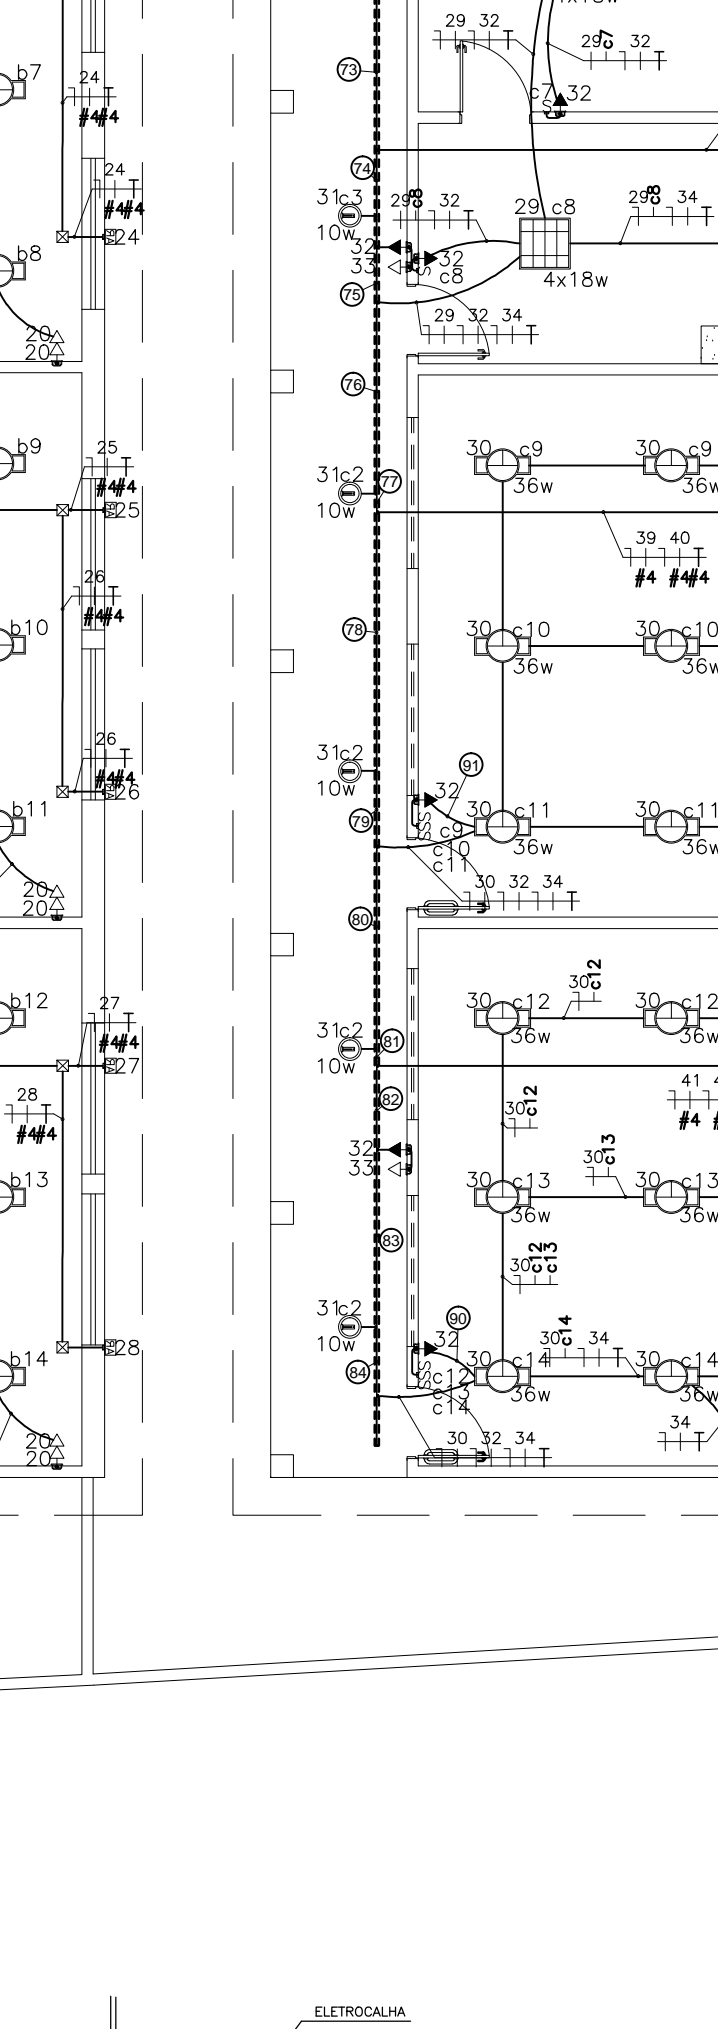 4x18w
29 32
29 c7 32
73
b7
24
#4#4
c7 32
S
74
24
#4#4
31c3
10w
29 c8 32
29 c8
29 c8 34
24
32
33
32
S
c8
b8
4x18w
75
29 32 34
20
20
76
b9
25
#4#4
30 c9
36w
30 c9
36w
31c2
10w
77
25
39 40
#4 #4#4
26
#4#4
b10
78
30 c10
36w
30 c10
36w
31c2
10w
26
#4#4
26
91
32
b11
79
SSS
c9
c10
c11
30 c11
36w
30 c11
36w
20
20
30 32 34
80
b12
27
#4#4
30 c12
36w
30 c12
30 c12
36w
31c2
10w
81
27
82
28
#4#4
30 c12
41
#4
32
33
30 c13
b13
30 c13
36w
30 c13
36w
83
30 c12 c13
31c2
10w
90
32
28
b14
84
SSS
c12
c13
c14
30 c14
36w
30 c14 34
30 c14
36w
20
20
30 32 34
34
ELETROCALHA